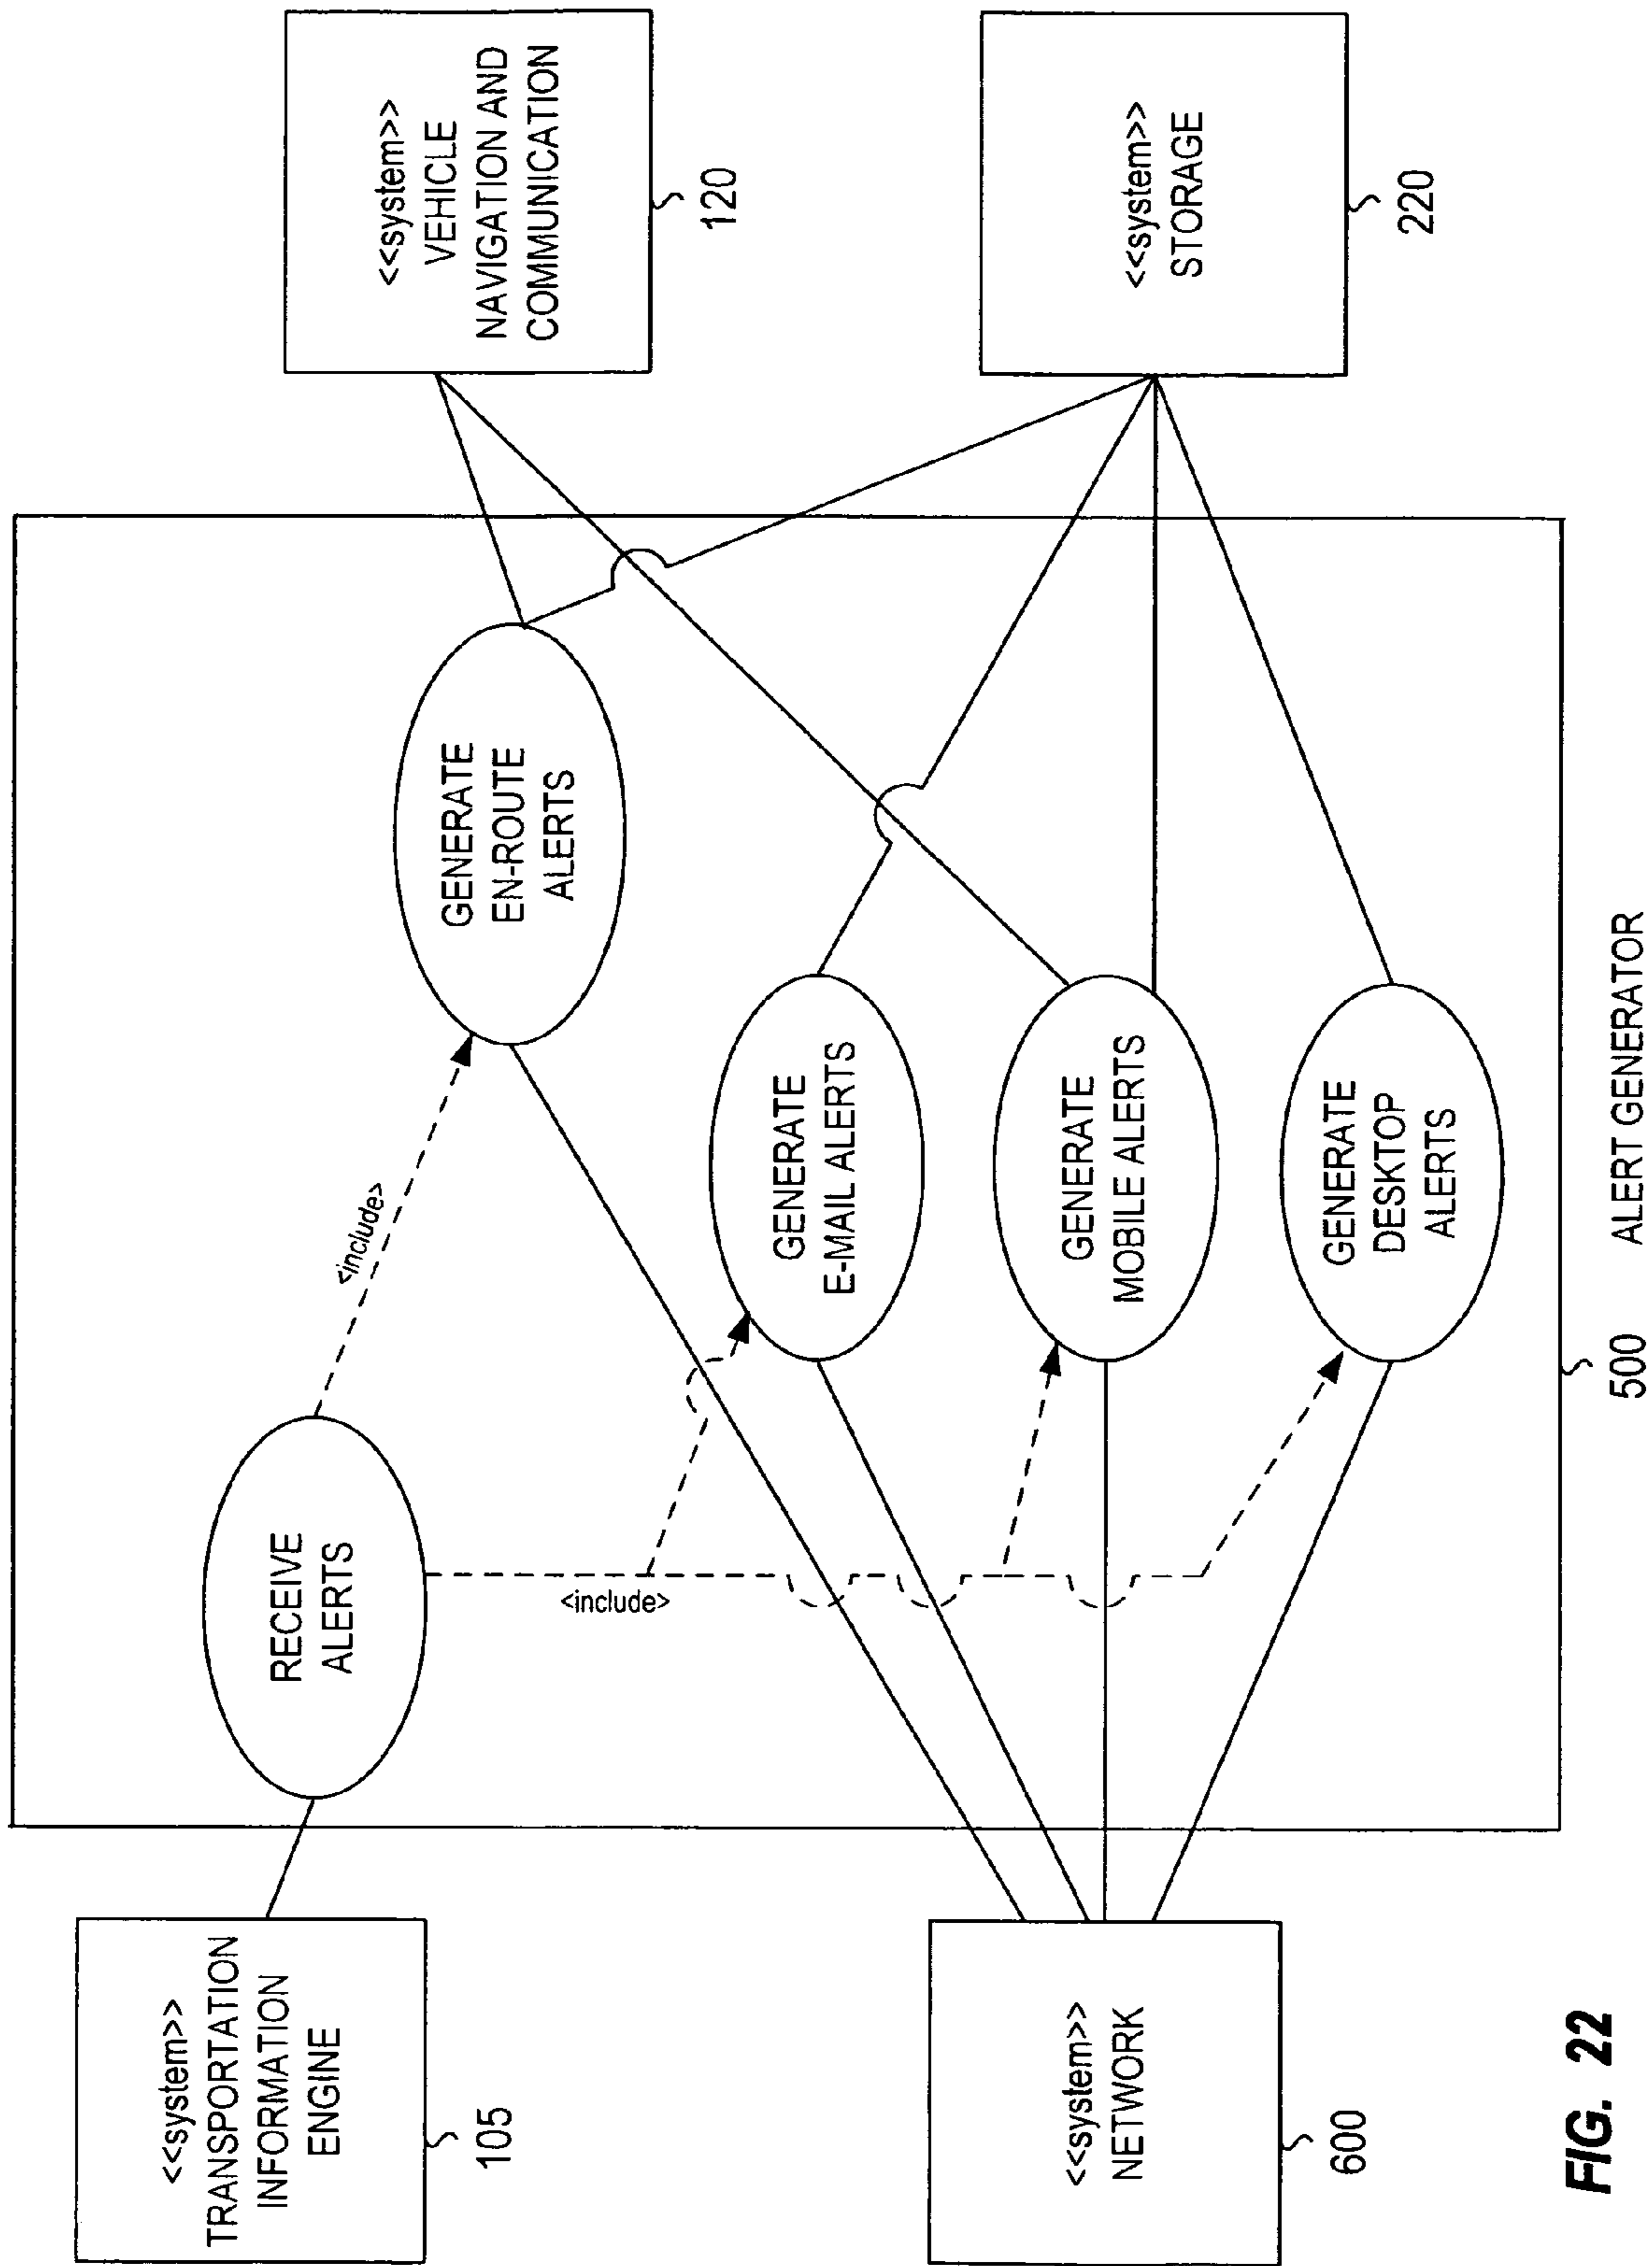 <<system>>
TRANSPORTATION
INFORMATION
ENGINE
105
<<system>>
NETWORK
600
RECEIVE
ALERTS
<include>
<include>
GENERATE
EN-ROUTE
ALERTS
GENERATE
E-MAIL ALERTS
GENERATE
MOBILE ALERTS
GENERATE
DESKTOP
ALERTS
<<system>>
VEHICLE
NAVIGATION AND
COMMUNICATION
120
<<system>>
STORAGE
220
500
ALERT GENERATOR
FIG. 22